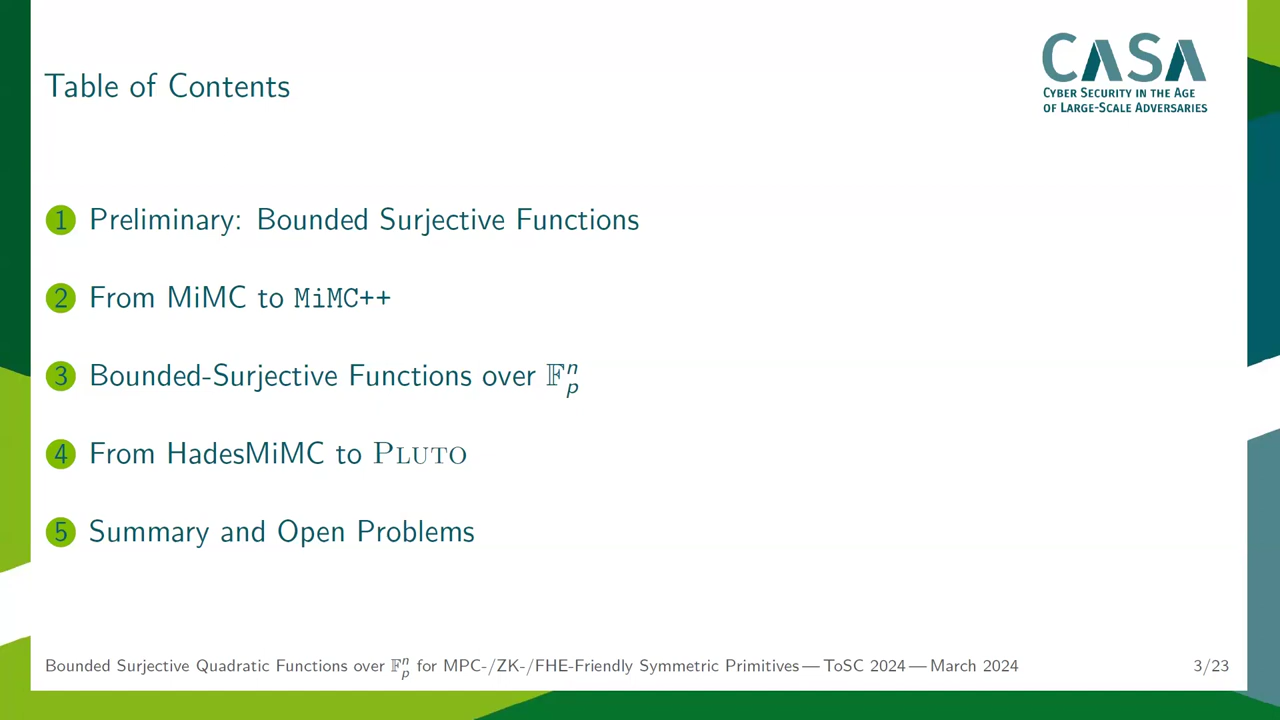 Table of Contents
CASA
CYBER SECURITY IN THE AGE
OF LARGE-SCALE ADVERSARIES
1 Preliminary: Bounded Surjective Functions
2 From MiMC to MiMC++
3 Bounded-Surjective Functions over 𝔽ₚⁿ
4 From HadesMiMC to PLUTO
5 Summary and Open Problems
Bounded Surjective Quadratic Functions over 𝔽ₚⁿ for MPC-/ZK-/FHE-Friendly Symmetric Primitives — ToSC 2024 — March 2024 3/23